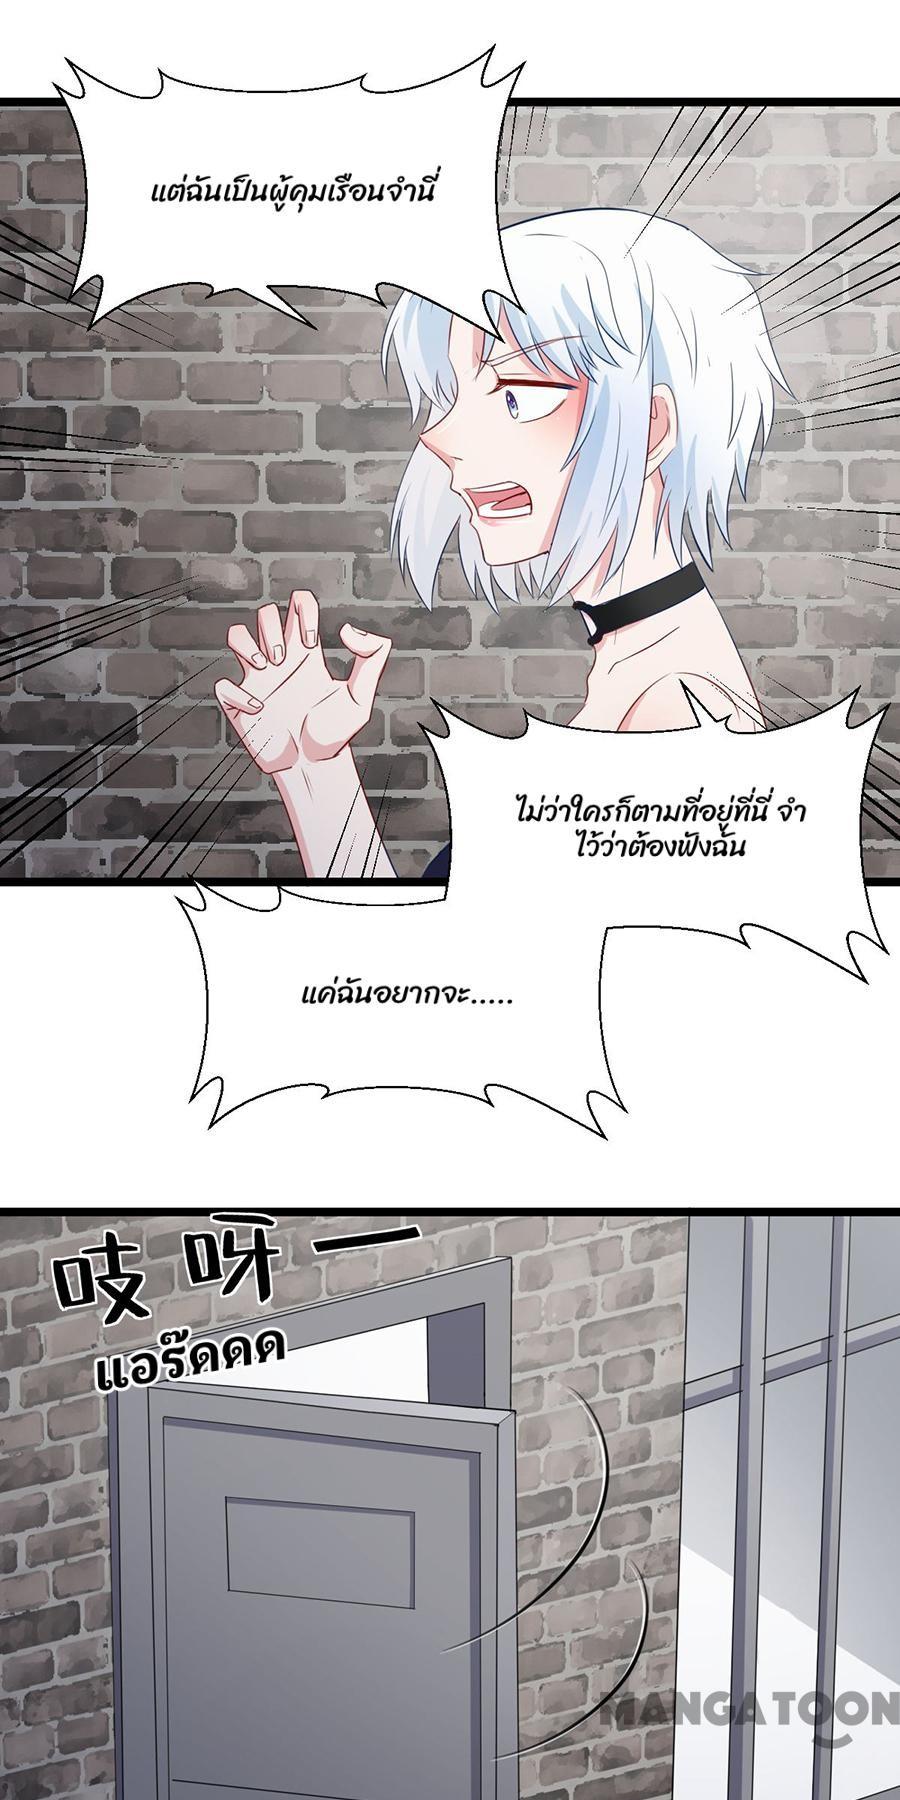 แต่ฉันเป็นผู้คุมเรือนจำนี่
ไม่ว่าใครก็ตามที่อยู่ที่นี่ จำ
ไว้ว่าต้องฟังฉัน
แค่ฉันอยากจะ.....
吱呀一
แอร๊ดดด
MANGATOON